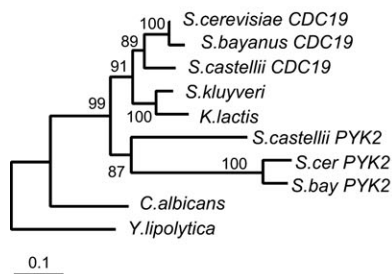 100
S.cerevisiae CDC19
89
S.bayanus CDC19
91
S.castellii CDC19
99
S.kluyveri
100
K.lactis
S.castellii PYK2
87
100
S.cer PYK2
S.bay PYK2
C.albicans
Y.lipolytica
0.1